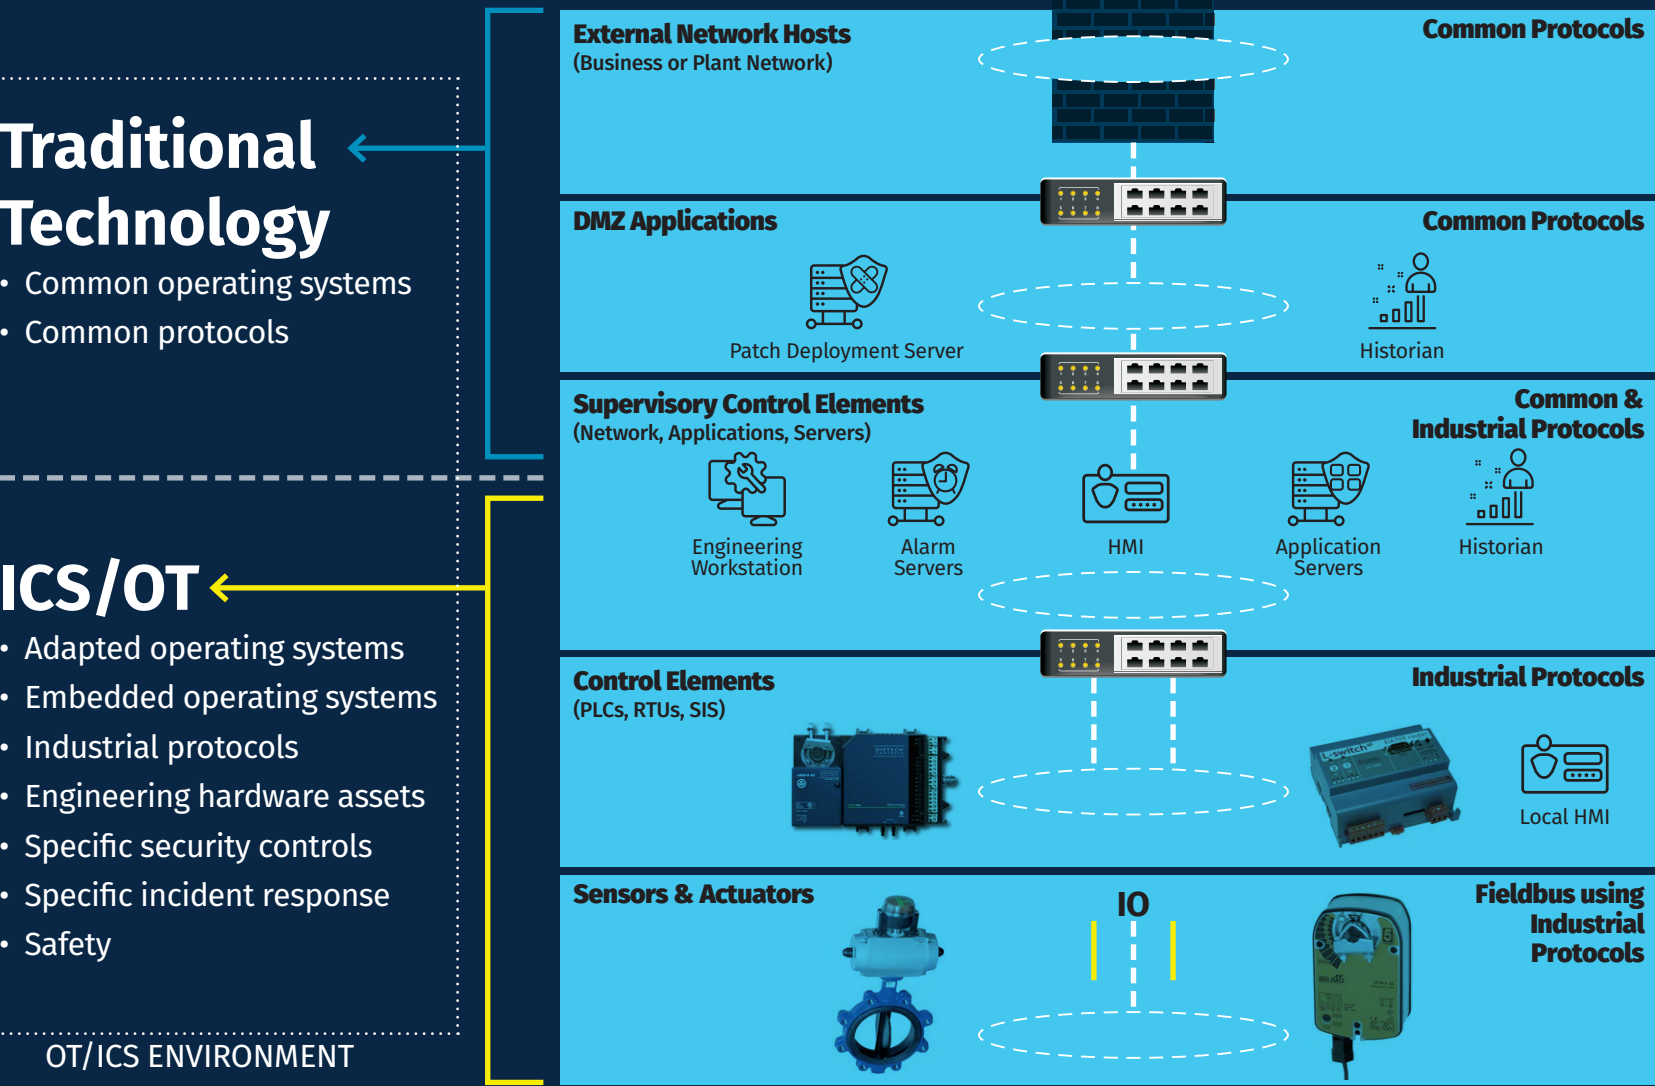 Traditional
Technology
• Common operating systems
• Common protocols
ICS/OT
• Adapted operating systems
• Embedded operating systems
• Industrial protocols
• Engineering hardware assets
• Specific security controls
• Specific incident response
• Safety
OT/ICS ENVIRONMENT
External Network Hosts
(Business or Plant Network)
Common Protocols
DMZ Applications
Common Protocols
Patch Deployment Server
Historian
Supervisory Control Elements
(Network, Applications, Servers)
Common &
Industrial Protocols
Engineering
Workstation
Alarm
Servers
HMI
Application
Servers
Historian
Control Elements
(PLCs, RTUs, SIS)
Industrial Protocols
L-switch
Local HMI
Sensors & Actuators
IO
Fieldbus using
Industrial
Protocols
BELIMO
5